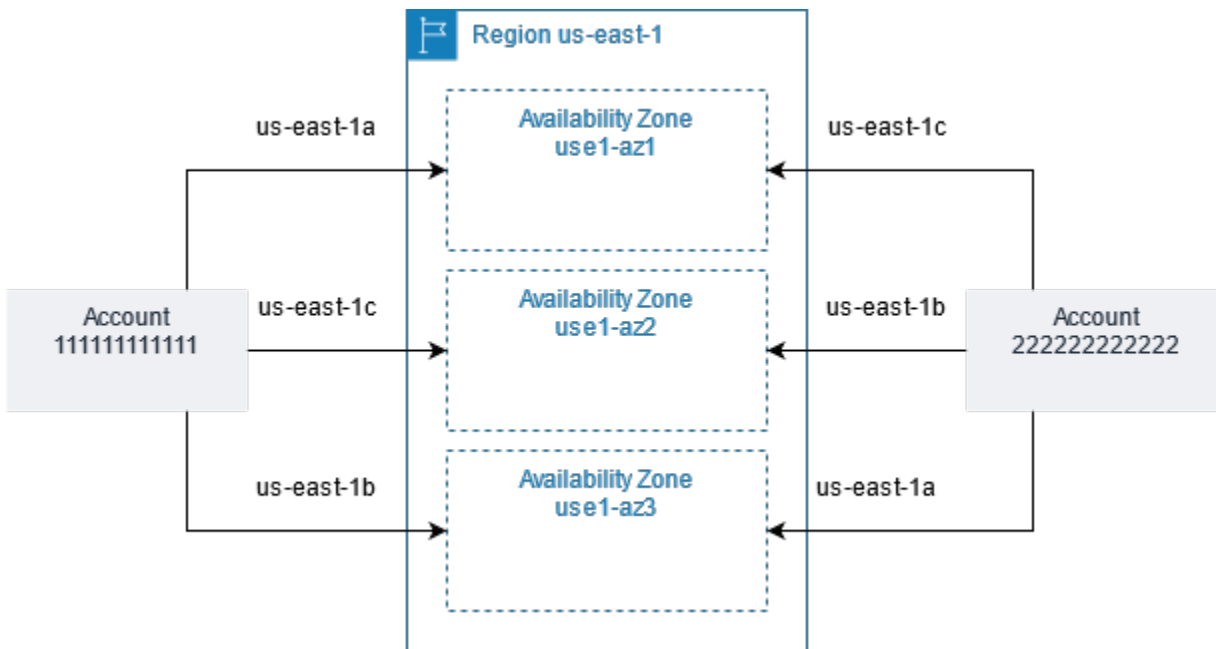 Region us-east-1
us-east-1a
Availability Zone
use1-az1
us-east-1c
Account
111111111111
us-east-1c
Availability Zone
use1-az2
us-east-1b
Account
222222222222
us-east-1b
Availability Zone
use1-az3
us-east-1a